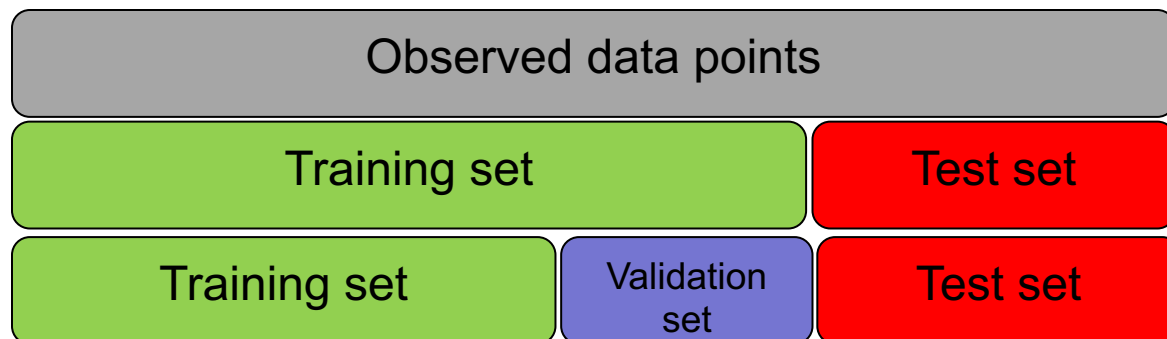 Observed data points
Training set
Test set
Training set
Validation
set
Test set